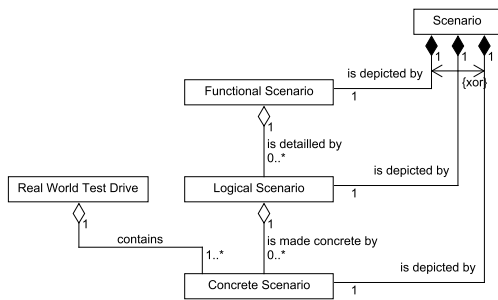 Scenario
1 1 1
is depicted by
{xor}
Functional Scenario
1
1
is detailled by
0..*
is depicted by
Real World Test Drive
Logical Scenario
1
1
1
contains
is made concrete by
1..*
0..*
is depicted by
Concrete Scenario
1